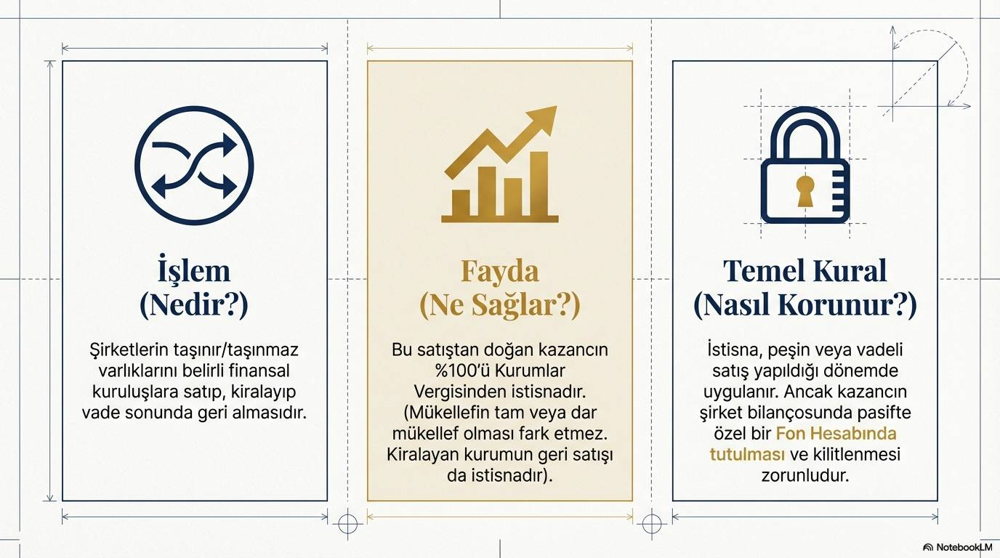 İşlem
(Nedir?)
Şirketlerin taşınır/taşınmaz
varlıklarını belirli finansal
kuruluşlara satıp, kiralayıp
vade sonunda geri almasıdır.
Fayda
(Ne Sağlar?)
Bu satıştan doğan kazancın
%100'ü Kurumlar
Vergisinden istisnadır.
(Mükellefin tam veya dar
mükellef olması fark etmez.
Kiralayan kurumun geri satışı
da istisnadır).
Temel Kural
(Nasıl Korunur?)
İstisna, peşin veya vadeli
satış yapıldığı dönemde
uygulanır. Ancak kazancın
şirket bilançosunda pasifte
özel bir Fon Hesabında
tutulması ve kilitlenmesi
zorunludur.
NotebookLM